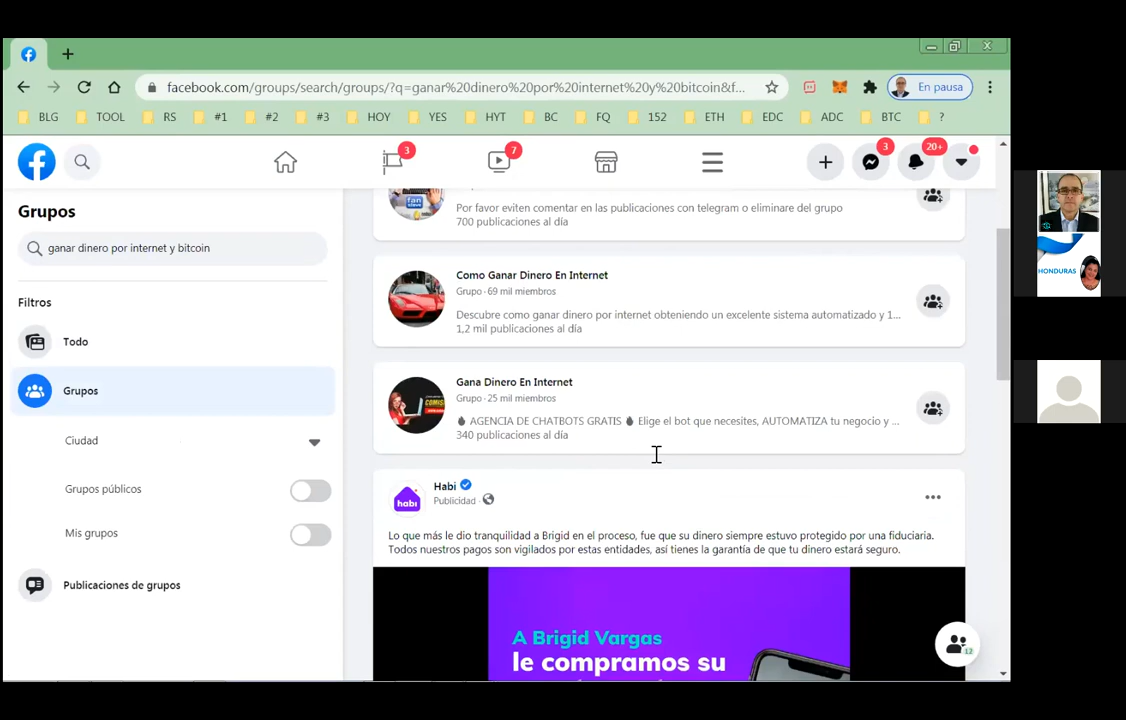 facebook.com/groups/search/groups/?q=ganar%20dinero%20por%20internet%20y%20bitcoin&f...
En pausa
BLG TOOL RS #1 #2 #3 HOY YES HYT BC FQ 152 ETH EDC ADC BTC ?
3 7 3 20+
Grupos
ganar dinero por internet y bitcoin
Filtros
Todo
Grupos
Ciudad
Grupos públicos
Mis grupos
Publicaciones de grupos
fan
Por favor eviten comentar en las publicaciones con telegram o eliminare del grupo
700 publicaciones al día
Como Ganar Dinero En Internet
Grupo · 69 mil miembros
Descubre como ganar dinero por internet obteniendo un excelente sistema automatizado y 1...
1,2 mil publicaciones al día
Gana Dinero En Internet
Grupo · 25 mil miembros
AGENCIA DE CHATBOTS GRATIS Elige el bot que necesites, AUTOMATIZA tu negocio y ...
340 publicaciones al día
habi
Habi
Publicidad ·
Lo que más le dio tranquilidad a Brigid en el proceso, fue que su dinero siempre estuvo protegido por una fiduciaria.
Todos nuestros pagos son vigilados por estas entidades, así tienes la garantía de que tu dinero estará seguro.
A Brigid Vargas
le compramos su
12
HONDURAS